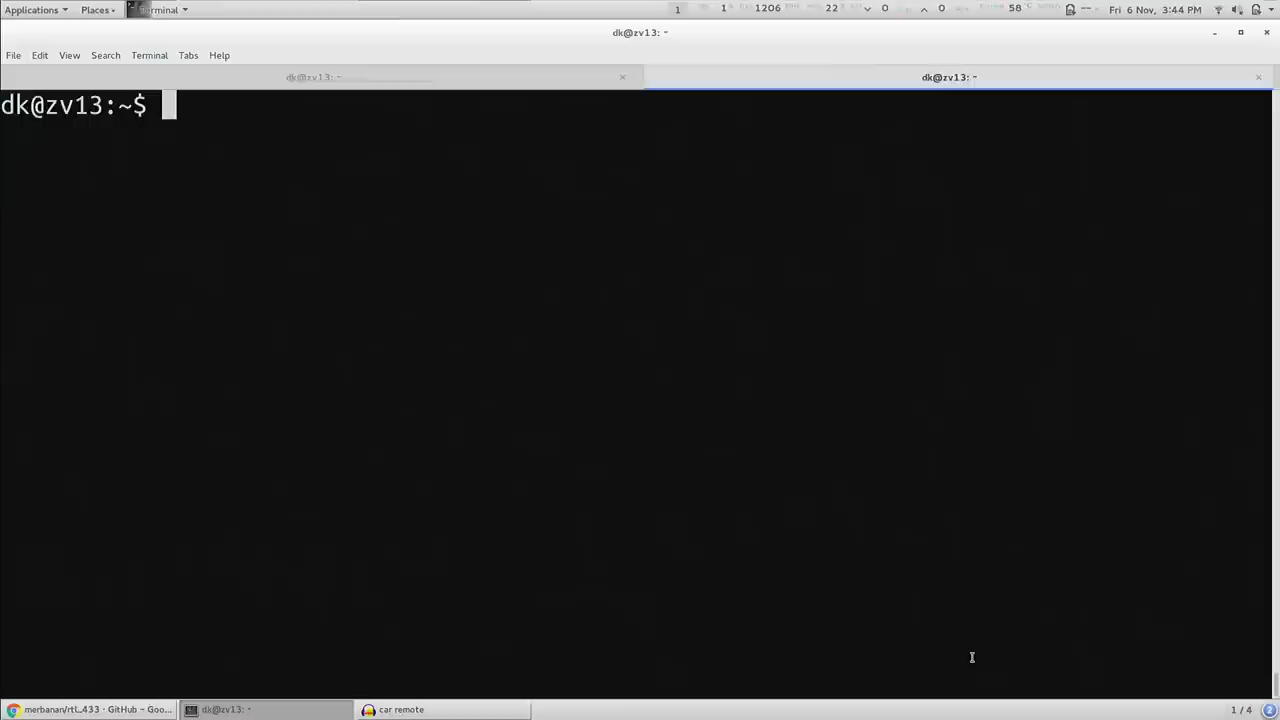 Applications Places Terminal 1 1 1206 22 0 0 58 °C Fri 6 Nov, 3:44 PM
dk@zv13: ~
File Edit View Search Terminal Tabs Help
dk@zv13: ~ dk@zv13: ~
dk@zv13:~$
merbanan/rtl_433 · GitHub – Goo... dk@zv13: ~ car remote 1 / 4 2